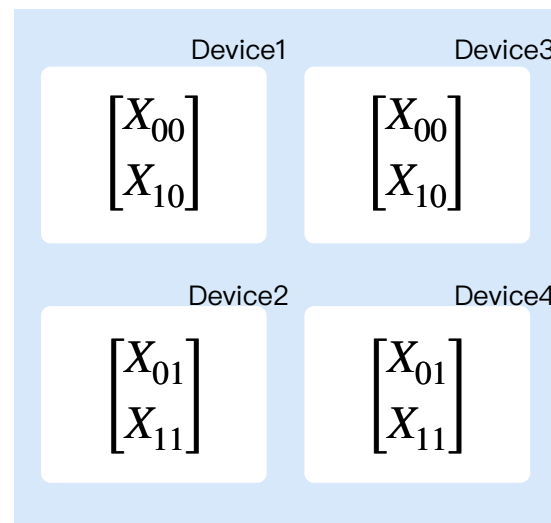 Device1 Device3
[X₀₀ X₁₀] [X₀₀ X₁₀]
Device2 Device4
[X₀₁ X₁₁] [X₀₁ X₁₁]